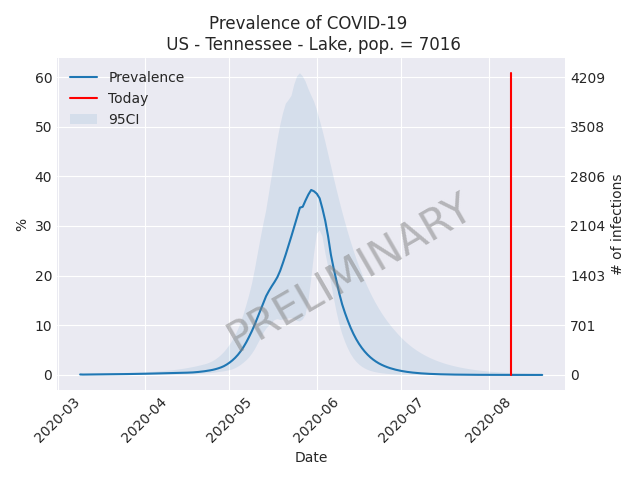 Prevalence of COVID-19
US - Tennessee - Lake, pop. = 7016
Prevalence
Today
95CI
PRELIMINARY
60
50
40
30
20
10
0
%
4209
3508
2806
2104
1403
701
0
# of infections
2020-03
2020-04
2020-05
2020-06
2020-07
2020-08
Date